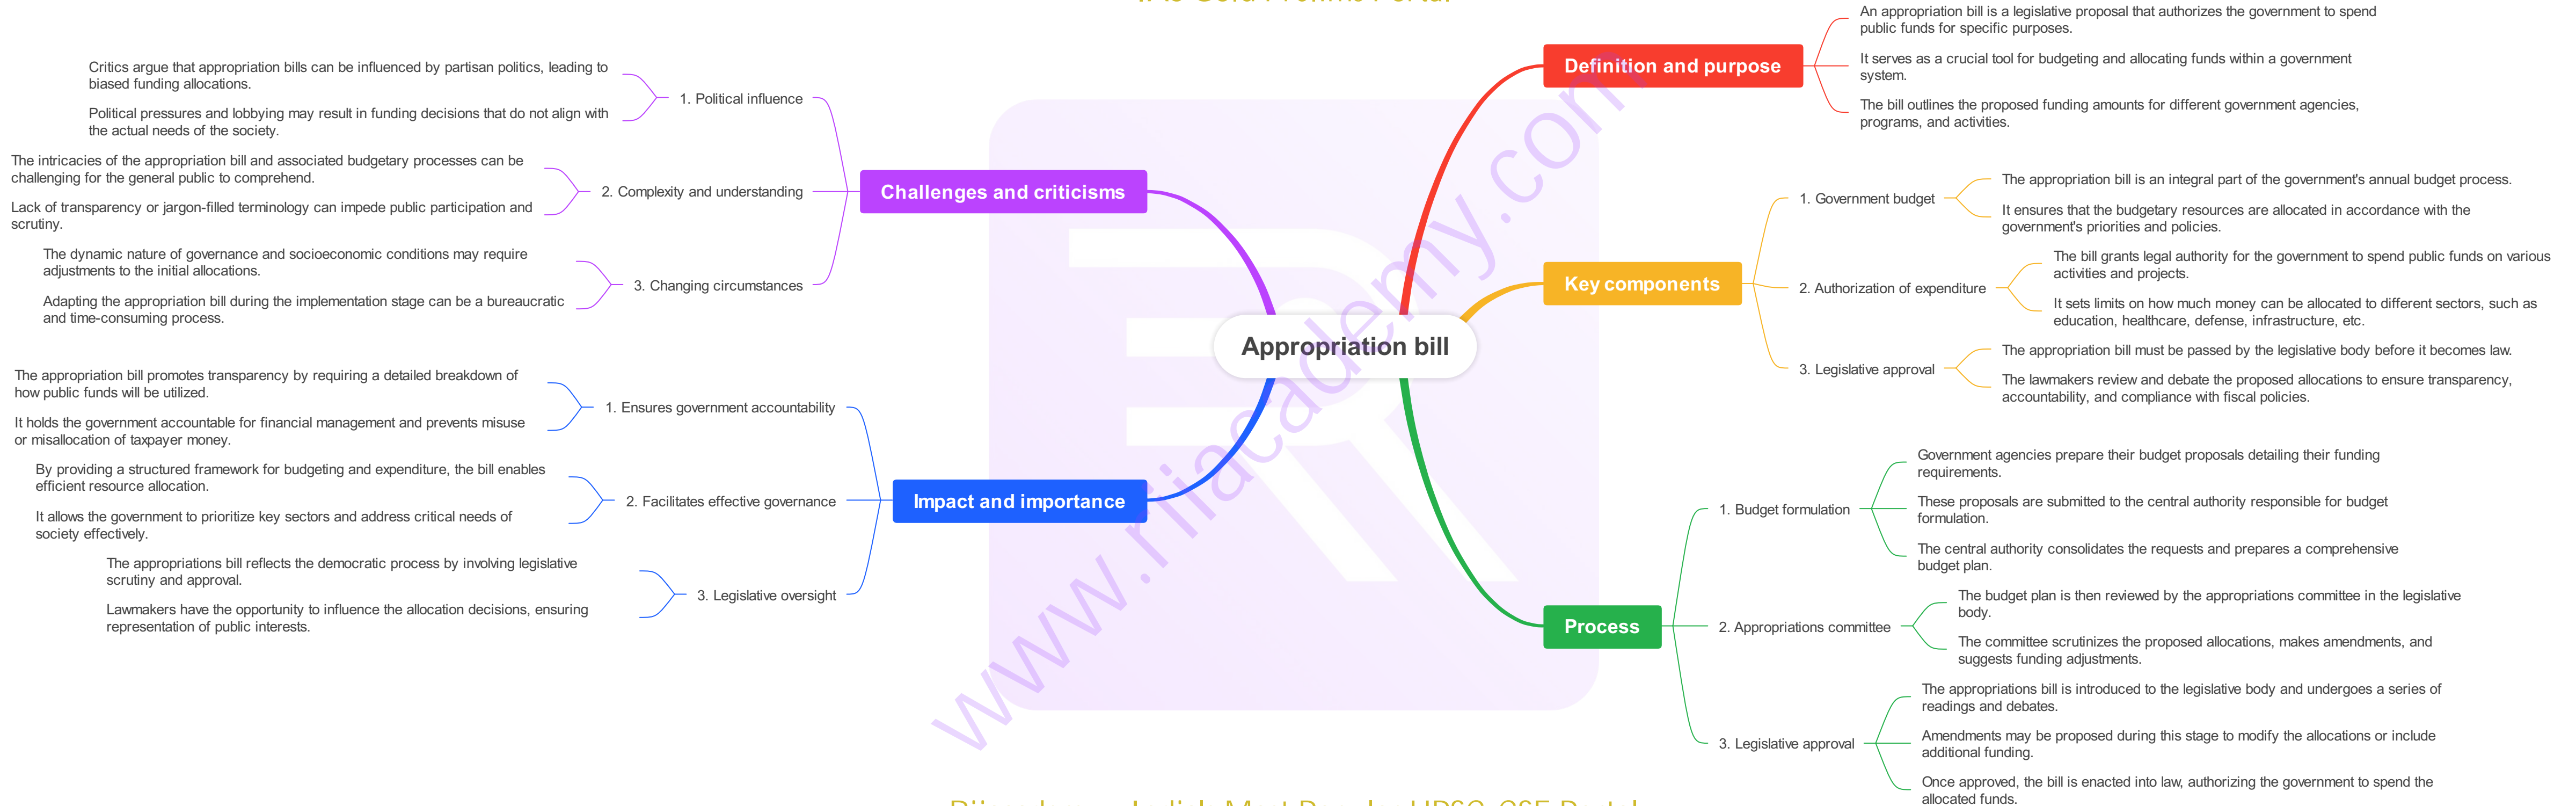 Appropriation bill
Definition and purpose
An appropriation bill is a legislative proposal that authorizes the government to spend
public funds for specific purposes.
It serves as a crucial tool for budgeting and allocating funds within a government
system.
The bill outlines the proposed funding amounts for different government agencies,
programs, and activities.
Key components
1. Government budget
The appropriation bill is an integral part of the government's annual budget process.
It ensures that the budgetary resources are allocated in accordance with the
government's priorities and policies.
2. Authorization of expenditure
The bill grants legal authority for the government to spend public funds on various
activities and projects.
It sets limits on how much money can be allocated to different sectors, such as
education, healthcare, defense, infrastructure, etc.
3. Legislative approval
The appropriation bill must be passed by the legislative body before it becomes law.
The lawmakers review and debate the proposed allocations to ensure transparency,
accountability, and compliance with fiscal policies.
Process
1. Budget formulation
Government agencies prepare their budget proposals detailing their funding
requirements.
These proposals are submitted to the central authority responsible for budget
formulation.
The central authority consolidates the requests and prepares a comprehensive
budget plan.
2. Appropriations committee
The budget plan is then reviewed by the appropriations committee in the legislative
body.
The committee scrutinizes the proposed allocations, makes amendments, and
suggests funding adjustments.
3. Legislative approval
The appropriations bill is introduced to the legislative body and undergoes a series of
readings and debates.
Amendments may be proposed during this stage to modify the allocations or include
additional funding.
Once approved, the bill is enacted into law, authorizing the government to spend the
allocated funds.
Challenges and criticisms
1. Political influence
Critics argue that appropriation bills can be influenced by partisan politics, leading to
biased funding allocations.
Political pressures and lobbying may result in funding decisions that do not align with
the actual needs of the society.
2. Complexity and understanding
The intricacies of the appropriation bill and associated budgetary processes can be
challenging for the general public to comprehend.
Lack of transparency or jargon-filled terminology can impede public participation and
scrutiny.
3. Changing circumstances
The dynamic nature of governance and socioeconomic conditions may require
adjustments to the initial allocations.
Adapting the appropriation bill during the implementation stage can be a bureaucratic
and time-consuming process.
Impact and importance
1. Ensures government accountability
The appropriation bill promotes transparency by requiring a detailed breakdown of
how public funds will be utilized.
It holds the government accountable for financial management and prevents misuse
or misallocation of taxpayer money.
2. Facilitates effective governance
By providing a structured framework for budgeting and expenditure, the bill enables
efficient resource allocation.
It allows the government to prioritize key sectors and address critical needs of
society effectively.
3. Legislative oversight
The appropriations bill reflects the democratic process by involving legislative
scrutiny and approval.
Lawmakers have the opportunity to influence the allocation decisions, ensuring
representation of public interests.
www.rijacademy.com